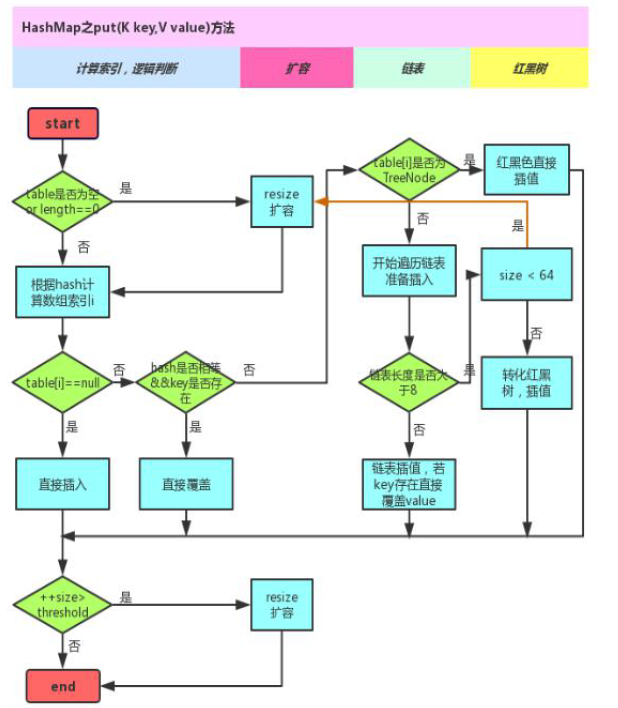 HashMap之put(K key,V value)方法
计算索引，逻辑判断
扩容
链表
红黑树
start
table是否为空
or length==0
是
resize
扩容
否
根据hash计
算数组索引i
table[i]==null
否
hash是否相等
&&key是否存
在
否
是
直接插入
是
直接覆盖
table[i]是否为
TreeNode
是
红黑色直接
插值
否
开始遍历链表
准备插入
是
size < 64
链表长度是否大
于8
是
否
转化红黑
树，插值
否
链表插值，若
key存在直接
覆盖value
++size>
threshold
是
resize
扩容
否
end